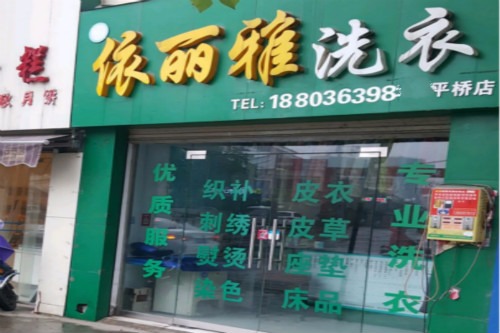 依丽雅洗衣
TEL: 188036398
平桥店
优质服务
织补
刺绣
熨烫
染色
皮衣
皮草
座垫
床品
专业洗衣